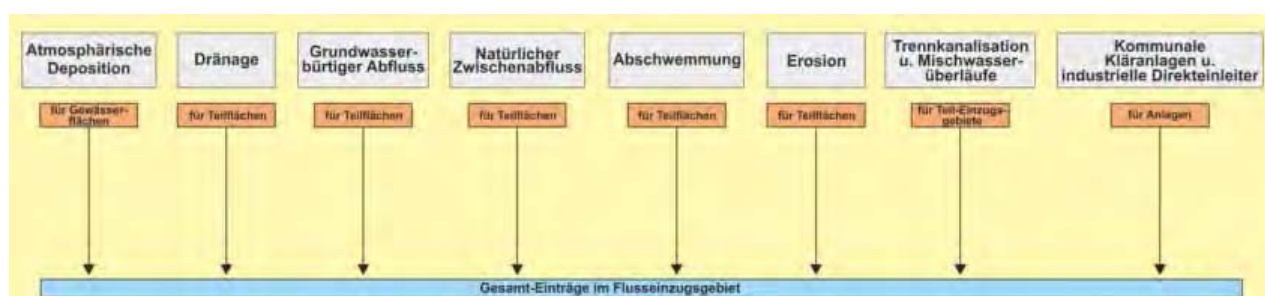 Atmosphärische
Deposition
Dränage
Grundwasser-
bürtiger Abfluss
Natürlicher
Zwischenabfluss
Abschwemmung
Erosion
Trennkanalisation
u. Mischwasser-
überläufe
Kommunale
Kläranlagen u.
industrielle Direkteinleiter
für Gewässer-
flächen
für Teilflächen
für Teilflächen
für Teilflächen
für Teilflächen
für Teilflächen
für Teil-Einzugs-
gebiete
für Anlagen
Gesamt-Einträge im Flusseinzugsgebiet